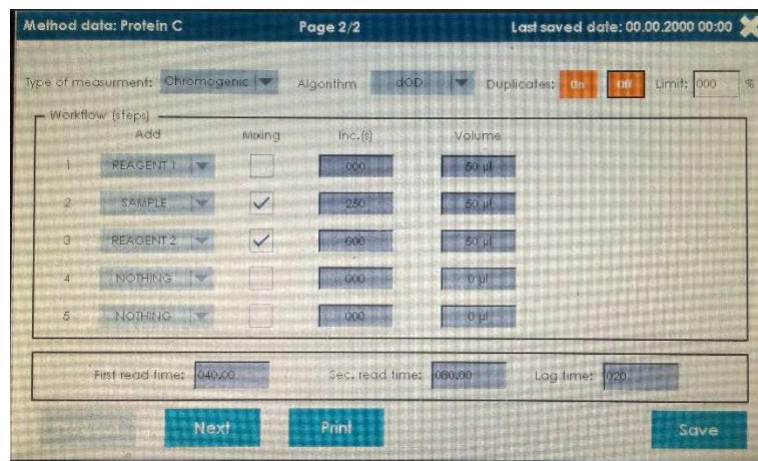 Method data: Protein C Page 2/2 Last saved date: 00.00.2000 00:00
Type of measurment: Chromogenic Algorithm dOD Duplicates: On Off Limit: 000 %
Workflow (steps)
Add Mixing Inc.(s) Volume
1 REAGENT 1 000 50 µl
2 SAMPLE 250 50 µl
3 REAGENT 2 000 50 µl
4 NOTHING 000 0 µl
5 NOTHING 000 0 µl
First read time: 040.00 Sec. read time: 080.00 Lag time: 020
Next Print Save